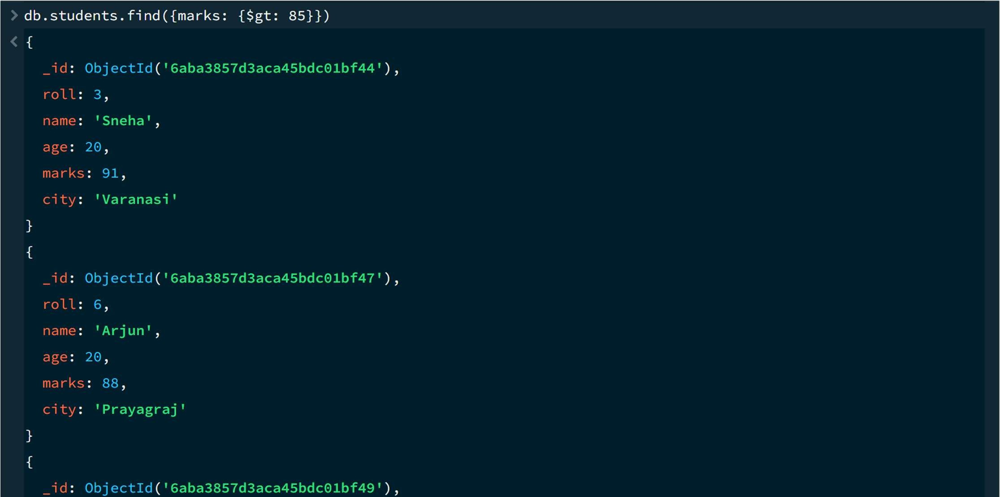 > db.students.find({marks: {$gt: 85}})
< {
  _id: ObjectId('6aba3857d3aca45bdc01bf44'),
  roll: 3,
  name: 'Sneha',
  age: 20,
  marks: 91,
  city: 'Varanasi'
}
{
  _id: ObjectId('6aba3857d3aca45bdc01bf47'),
  roll: 6,
  name: 'Arjun',
  age: 20,
  marks: 88,
  city: 'Prayagraj'
}
{
  _id: ObjectId('6aba3857d3aca45bdc01bf49'),